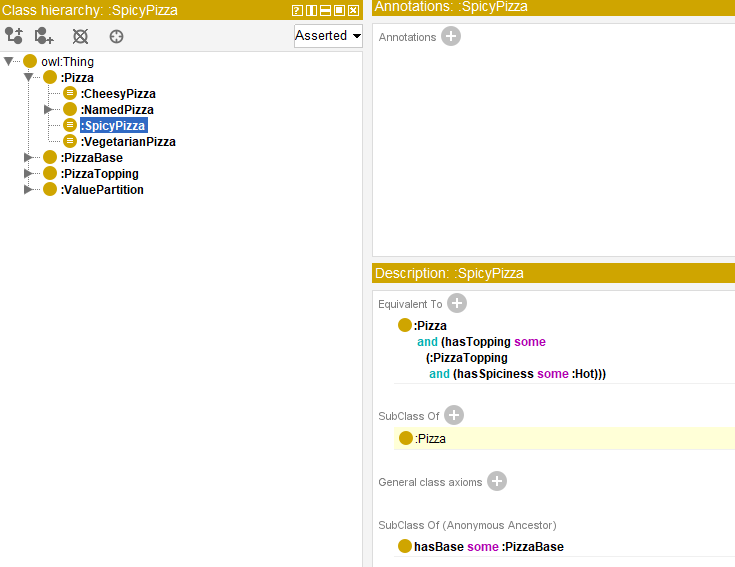 Class hierarchy: :SpicyPizza
Asserted
owl:Thing
:Pizza
:CheesyPizza
:NamedPizza
:SpicyPizza
:VegetarianPizza
:PizzaBase
:PizzaTopping
:ValuePartition
Annotations: :SpicyPizza
Annotations
Description: :SpicyPizza
Equivalent To
:Pizza
and (hasTopping some
(:PizzaTopping
and (hasSpiciness some :Hot)))
SubClass Of
:Pizza
General class axioms
SubClass Of (Anonymous Ancestor)
hasBase some :PizzaBase